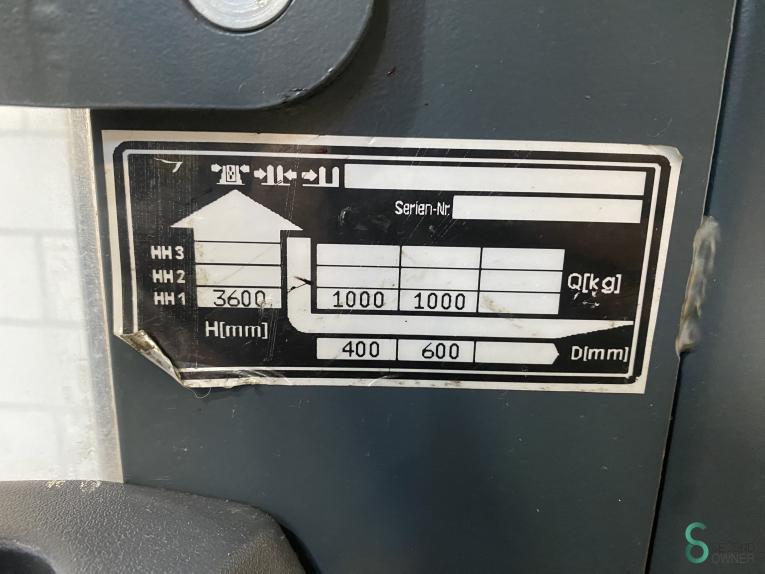 Serien-Nr.
HH3
HH2
HH1 3600 1000 1000 Q[kg]
H[mm]
400 600 D[mm]
SECOND
OWNER